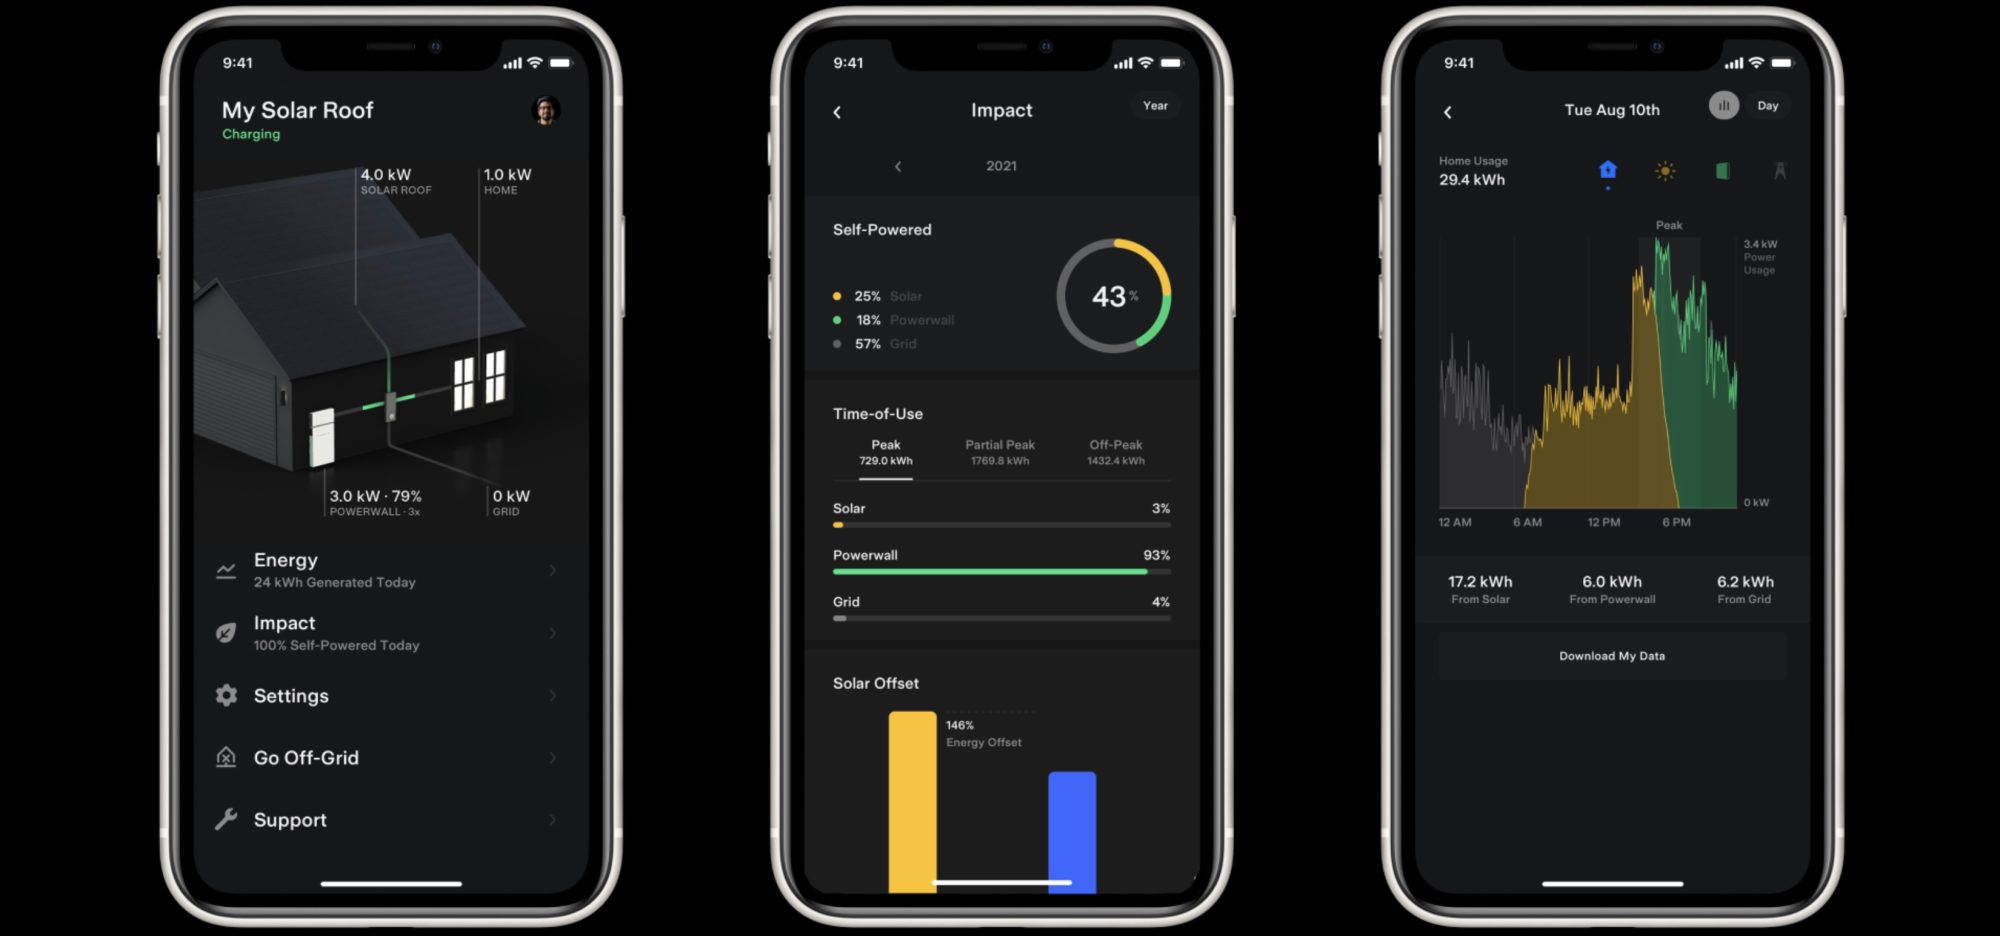 9:41
My Solar Roof
Charging
4.0 kW
SOLAR ROOF
1.0 kW
HOME
3.0 kW · 79%
POWERWALL · 3x
0 kW
GRID
Energy
24 kWh Generated Today
Impact
100% Self-Powered Today
Settings
Go Off-Grid
Support
9:41
Impact
Year
2021
Self-Powered
25% Solar
18% Powerwall
57% Grid
43%
Time-of-Use
Peak
729.0 kWh
Partial Peak
1769.8 kWh
Off-Peak
1432.4 kWh
Solar 3%
Powerwall 93%
Grid 4%
Solar Offset
146%
Energy Offset
9:41
Tue Aug 10th
Day
Home Usage
29.4 kWh
Peak
3.4 kW
Power
Usage
0 kW
12 AM 6 AM 12 PM 6 PM
17.2 kWh
From Solar
6.0 kWh
From Powerwall
6.2 kWh
From Grid
Download My Data